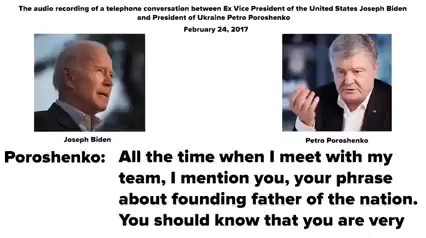 The audio recording of a telephone conversation between Ex Vice President of the United States Joseph Biden
and President of Ukraine Petro Poroshenko
February 24, 2017
Joseph Biden
Petro Poroshenko
Poroshenko: All the time when I meet with my
team, I mention you, your phrase
about founding father of the nation.
You should know that you are very